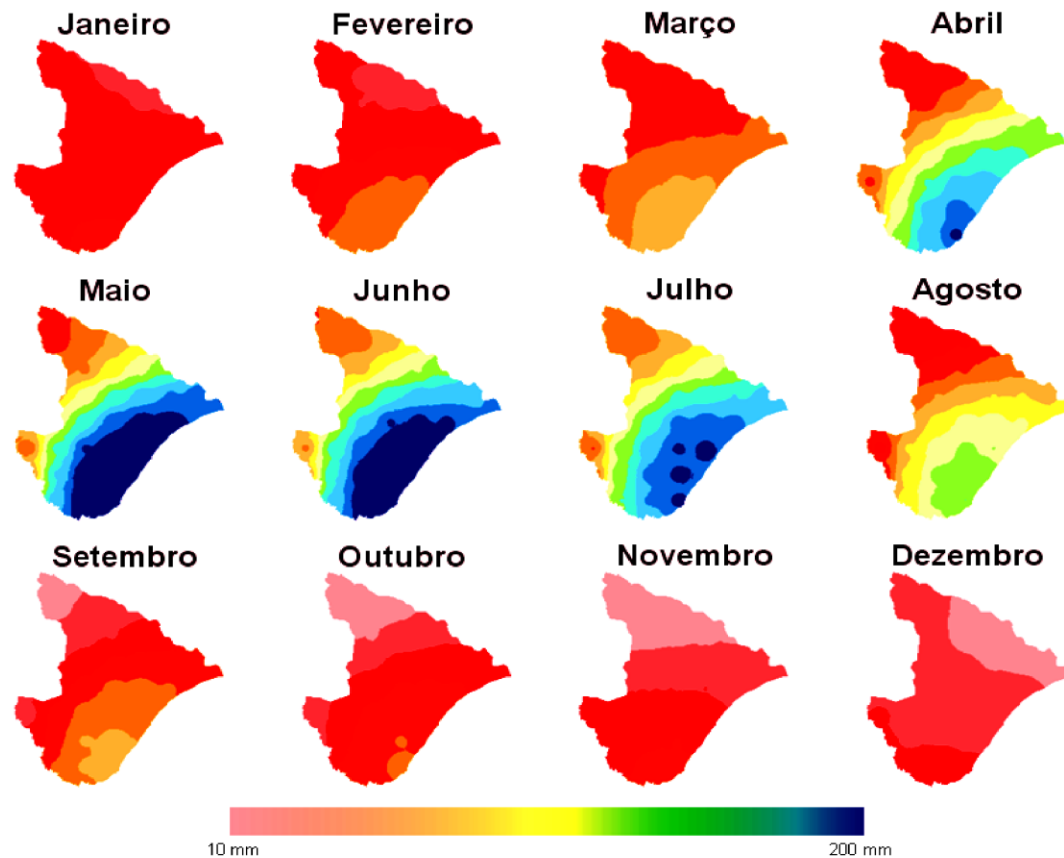 Janeiro
Fevereiro
Março
Abril
Maio
Junho
Julho
Agosto
Setembro
Outubro
Novembro
Dezembro
10 mm
200 mm